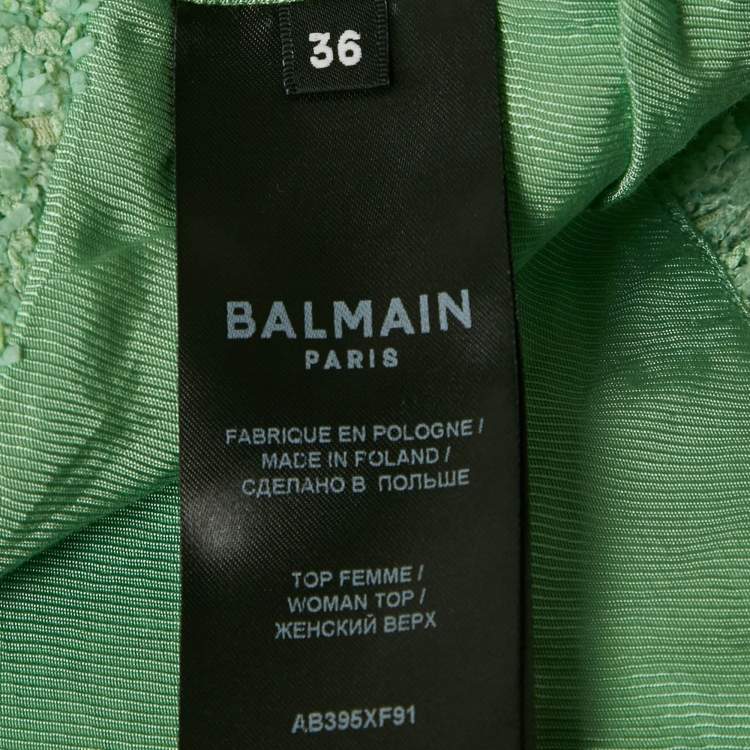 36
BALMAIN
PARIS
FABRIQUE EN POLOGNE /
MADE IN POLAND /
СДЕЛАНО В ПОЛЬШЕ
TOP FEMME /
WOMAN TOP /
ЖЕНСКИЙ ВЕРХ
AB395XF91